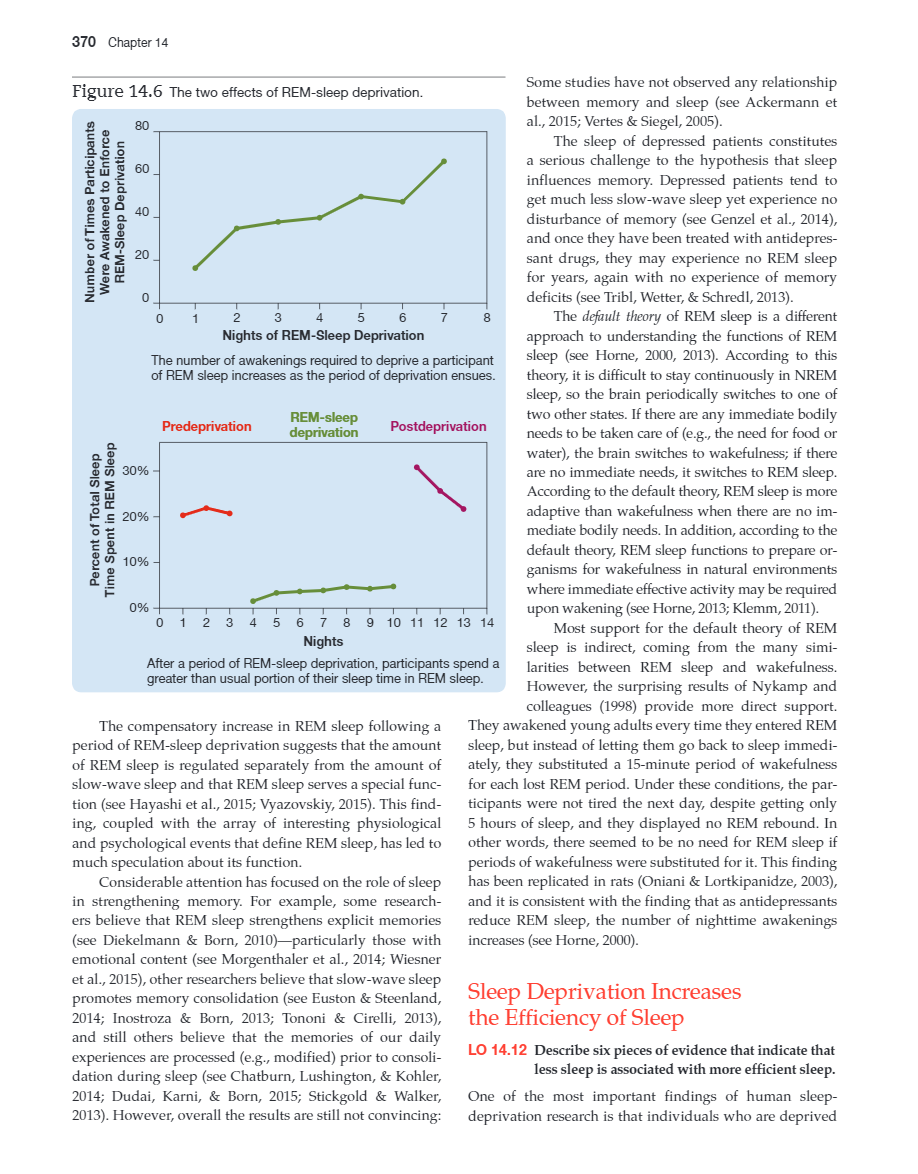 370 Chapter 14
Figure 14.6 The two effects of REM-sleep deprivation.
Number of Times Participants
Were Awakened to Enforce
REM-Sleep Deprivation
80
60
40
20
0
0 1 2 3 4 5 6 7 8
Nights of REM-Sleep Deprivation
The number of awakenings required to deprive a participant
of REM sleep increases as the period of deprivation ensues.
Predeprivation
REM-sleep
deprivation
Postdeprivation
Percent of Total Sleep
Time Spent in REM Sleep
30%
20%
10%
0%
0 1 2 3 4 5 6 7 8 9 10 11 12 13 14
Nights
After a period of REM-sleep deprivation, participants spend a
greater than usual portion of their sleep time in REM sleep.
The compensatory increase in REM sleep following a
period of REM-sleep deprivation suggests that the amount
of REM sleep is regulated separately from the amount of
slow-wave sleep and that REM sleep serves a special func-
tion (see Hayashi et al., 2015; Vyazovskiy, 2015). This find-
ing, coupled with the array of interesting physiological
and psychological events that define REM sleep, has led to
much speculation about its function.
Considerable attention has focused on the role of sleep
in strengthening memory. For example, some research-
ers believe that REM sleep strengthens explicit memories
(see Diekelmann & Born, 2010)—particularly those with
emotional content (see Morgenthaler et al., 2014; Wiesner
et al., 2015), other researchers believe that slow-wave sleep
promotes memory consolidation (see Euston & Steenland,
2014; Inostroza & Born, 2013; Tononi & Cirelli, 2013),
and still others believe that the memories of our daily
experiences are processed (e.g., modified) prior to consoli-
dation during sleep (see Chatburn, Lushington, & Kohler,
2014; Dudai, Karni, & Born, 2015; Stickgold & Walker,
2013). However, overall the results are still not convincing:
Some studies have not observed any relationship
between memory and sleep (see Ackermann et
al., 2015; Vertes & Siegel, 2005).
The sleep of depressed patients constitutes
a serious challenge to the hypothesis that sleep
influences memory. Depressed patients tend to
get much less slow-wave sleep yet experience no
disturbance of memory (see Genzel et al., 2014),
and once they have been treated with antidepres-
sant drugs, they may experience no REM sleep
for years, again with no experience of memory
deficits (see Tribl, Wetter, & Schredl, 2013).
The default theory of REM sleep is a different
approach to understanding the functions of REM
sleep (see Horne, 2000, 2013). According to this
theory, it is difficult to stay continuously in NREM
sleep, so the brain periodically switches to one of
two other states. If there are any immediate bodily
needs to be taken care of (e.g., the need for food or
water), the brain switches to wakefulness; if there
are no immediate needs, it switches to REM sleep.
According to the default theory, REM sleep is more
adaptive than wakefulness when there are no im-
mediate bodily needs. In addition, according to the
default theory, REM sleep functions to prepare or-
ganisms for wakefulness in natural environments
where immediate effective activity may be required
upon wakening (see Horne, 2013; Klemm, 2011).
Most support for the default theory of REM
sleep is indirect, coming from the many simi-
larities between REM sleep and wakefulness.
However, the surprising results of Nykamp and
colleagues (1998) provide more direct support.
They awakened young adults every time they entered REM
sleep, but instead of letting them go back to sleep immedi-
ately, they substituted a 15-minute period of wakefulness
for each lost REM period. Under these conditions, the par-
ticipants were not tired the next day, despite getting only
5 hours of sleep, and they displayed no REM rebound. In
other words, there seemed to be no need for REM sleep if
periods of wakefulness were substituted for it. This finding
has been replicated in rats (Oniani & Lortkipanidze, 2003),
and it is consistent with the finding that as antidepressants
reduce REM sleep, the number of nighttime awakenings
increases (see Horne, 2000).
Sleep Deprivation Increases
the Efficiency of Sleep
LO 14.12 Describe six pieces of evidence that indicate that
less sleep is associated with more efficient sleep.
One of the most important findings of human sleep-
deprivation research is that individuals who are deprived